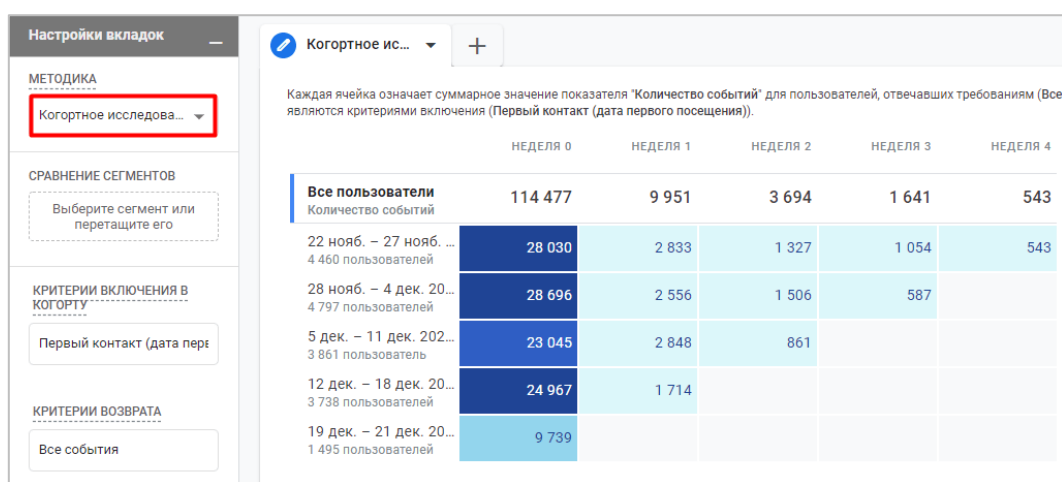 Настройки вкладок
МЕТОДИКА
Когортное исследова...
СРАВНЕНИЕ СЕГМЕНТОВ
Выберите сегмент или
перетащите его
КРИТЕРИИ ВКЛЮЧЕНИЯ В
КОГОРТУ
Первый контакт (дата перв
КРИТЕРИИ ВОЗВРАТА
Все события
Когортное ис...
Каждая ячейка означает суммарное значение показателя "Количество событий" для пользователей, отвечавших требованиям (Все
являются критериями включения (Первый контакт (дата первого посещения)).
НЕДЕЛЯ 0 НЕДЕЛЯ 1 НЕДЕЛЯ 2 НЕДЕЛЯ 3 НЕДЕЛЯ 4
Все пользователи 114 477 9 951 3 694 1 641 543
Количество событий
22 нояб. – 27 нояб. ... 28 030 2 833 1 327 1 054 543
4 460 пользователей
28 нояб. – 4 дек. 20... 28 696 2 556 1 506 587
4 797 пользователей
5 дек. – 11 дек. 202... 23 045 2 848 861
3 861 пользователь
12 дек. – 18 дек. 20... 24 967 1 714
3 738 пользователей
19 дек. – 21 дек. 20... 9 739
1 495 пользователей